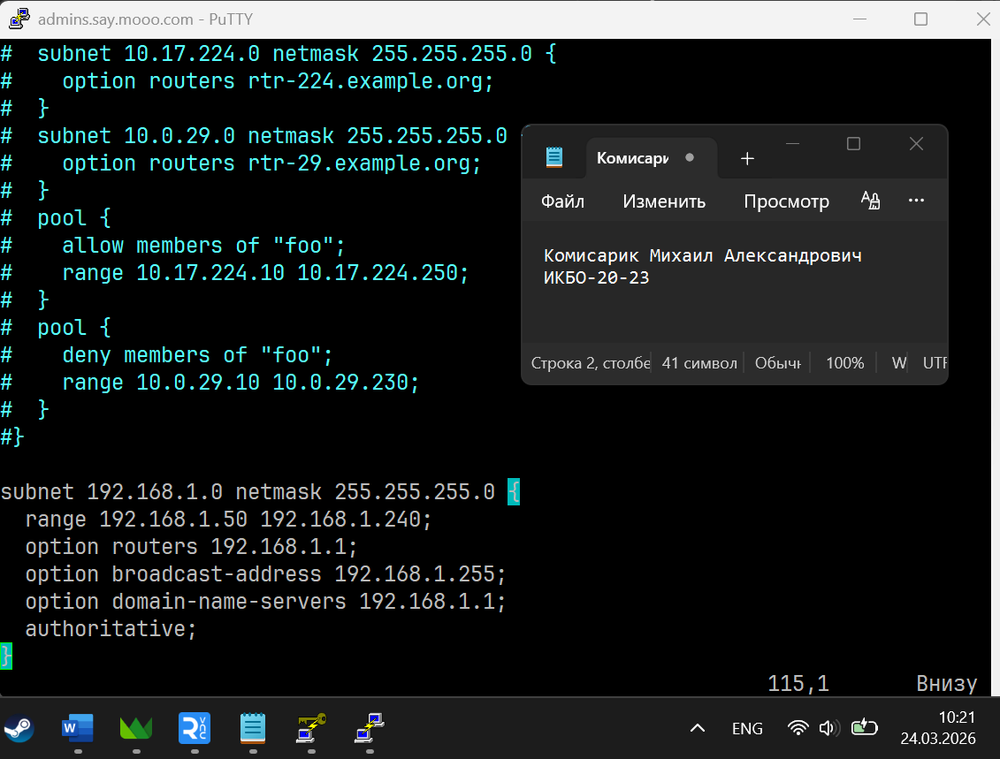 admins.say.mooo.com - PuTTY
#  subnet 10.17.224.0 netmask 255.255.255.0 {
#    option routers rtr-224.example.org;
#  }
#  subnet 10.0.29.0 netmask 255.255.255.0
#    option routers rtr-29.example.org;
#  }
#  pool {
#    allow members of "foo";
#    range 10.17.224.10 10.17.224.250;
#  }
#  pool {
#    deny members of "foo";
#    range 10.0.29.10 10.0.29.230;
#  }
#}
subnet 192.168.1.0 netmask 255.255.255.0 {
  range 192.168.1.50 192.168.1.240;
  option routers 192.168.1.1;
  option broadcast-address 192.168.1.255;
  option domain-name-servers 192.168.1.1;
  authoritative;
}
115,1 Внизу
Комисари
Файл Изменить Просмотр
Комисарик Михаил Александрович
ИКБО-20-23
Строка 2, столбе 41 символ Обычн 100% W UTF
ENG
10:21
24.03.2026